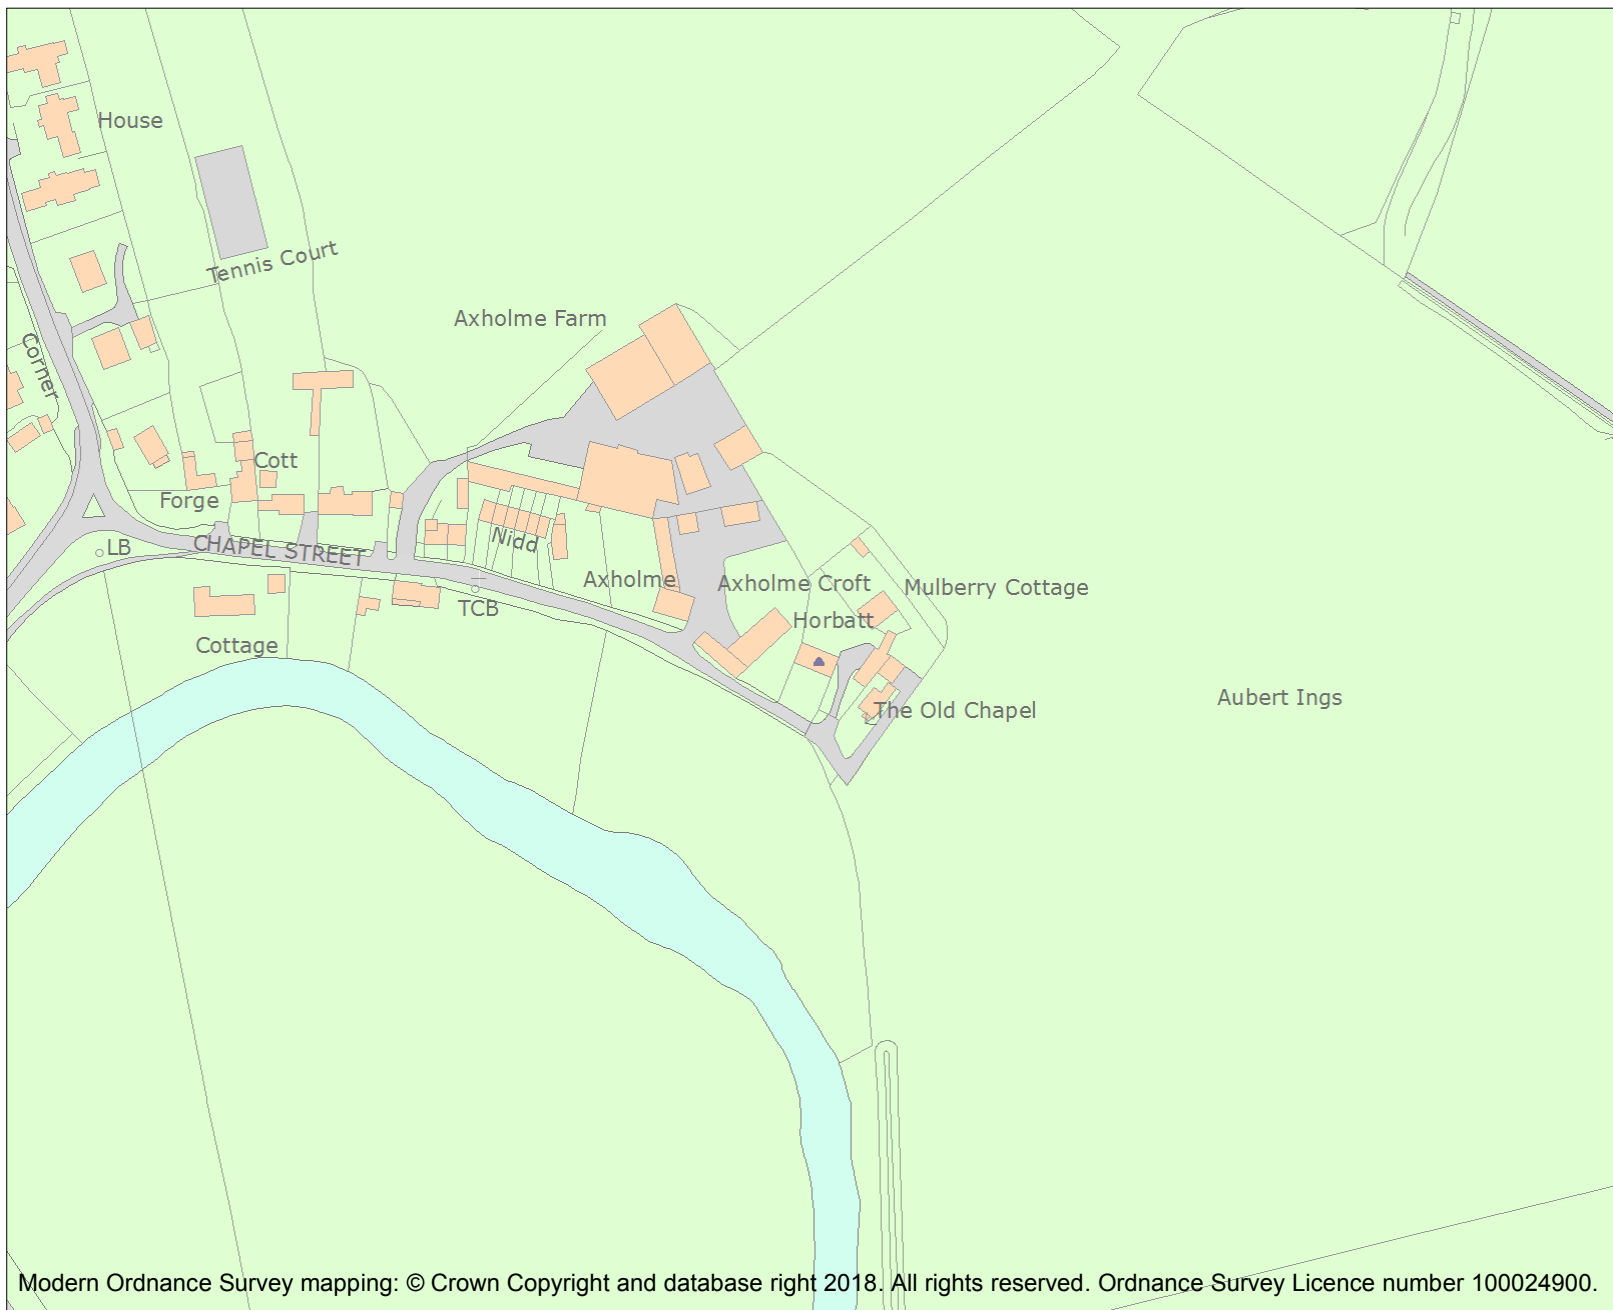 House
Tennis Court
Axholme Farm
Corner
Cott
Forge
CHAPEL STREET
LB
Nidd
Axholme
Axholme Croft
Mulberry Cottage
TCB
Horbatt
Cottage
Aubert Ings
The Old Chapel
Modern Ordnance Survey mapping: © Crown Copyright and database right 2018. All rights reserved. Ordnance Survey Licence number 100024900.